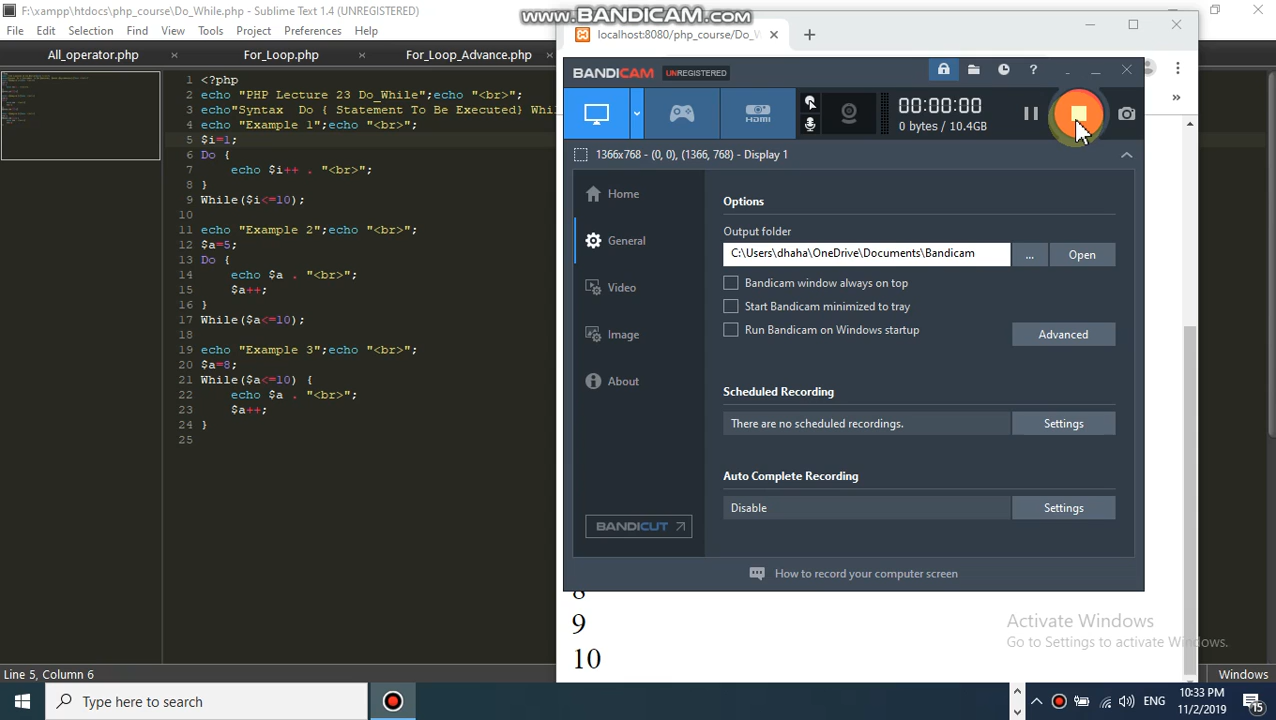 F:\xampp\htdocs\php_course\Do_While.php - Sublime Text 1.4 (UNREGISTERED)
www.BANDICAM.com
File Edit Selection Find View Tools Project Preferences Help
localhost:8080/php_course/Do_W
All_operator.php
For_Loop.php
For_Loop_Advance.php
BANDICAM UNREGISTERED
HDMI
00:00:00
0 bytes / 10.4GB
1366x768 - (0, 0), (1366, 768) - Display 1
1 <?php
2 echo "PHP Lecture 23 Do_While";echo "<br>";
3 echo"Syntax Do { Statement To Be Executed} Whil
4 echo "Example 1";echo "<br>";
5 $i=1;
6 Do {
7 echo $i++ . "<br>";
8 }
9 While($i<=10);
10
11 echo "Example 2";echo "<br>";
12 $a=5;
13 Do {
14 echo $a . "<br>";
15 $a++;
16 }
17 While($a<=10);
18
19 echo "Example 3";echo "<br>";
20 $a=8;
21 While($a<=10) {
22 echo $a . "<br>";
23 $a++;
24 }
25
Home
General
Video
Image
About
BANDICUT
Options
Output folder
C:\Users\dhaha\OneDrive\Documents\Bandicam
...
Open
Bandicam window always on top
Start Bandicam minimized to tray
Run Bandicam on Windows startup
Advanced
Scheduled Recording
There are no scheduled recordings.
Settings
Auto Complete Recording
Disable
Settings
How to record your computer screen
8
9
10
Activate Windows
Go to Settings to activate Windows.
Line 5, Column 6
Windows
Type here to search
ENG
10:33 PM
11/2/2019
15